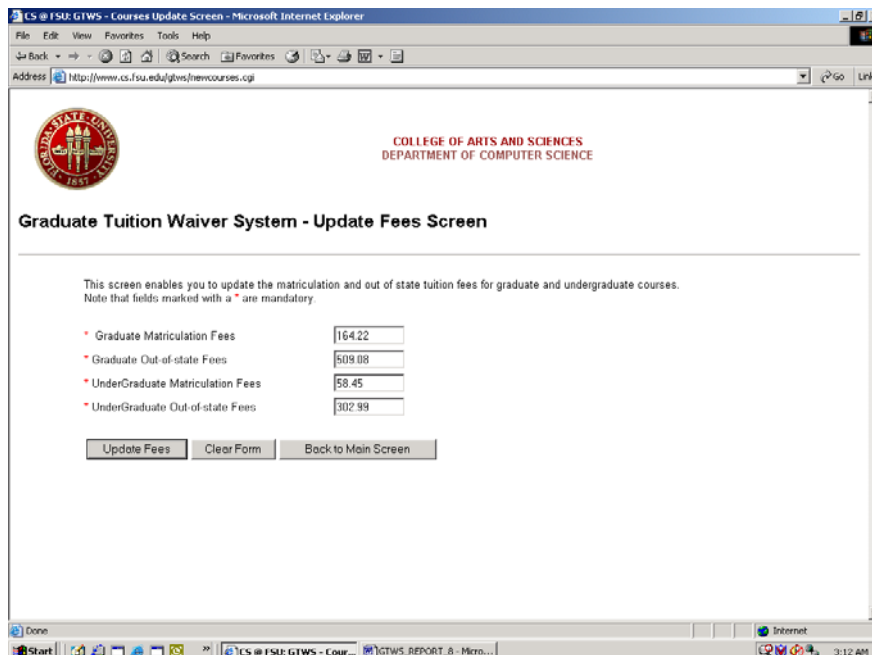 CS @ FSU: GTWS - Courses Update Screen - Microsoft Internet Explorer
File Edit View Favorites Tools Help
Back Search Favorites
Address http://www.cs.fsu.edu/gtws/newcourses.cgi Go
FLORIDA STATE UNIVERSITY
1857
COLLEGE OF ARTS AND SCIENCES
DEPARTMENT OF COMPUTER SCIENCE
Graduate Tuition Waiver System - Update Fees Screen
This screen enables you to update the matriculation and out of state tuition fees for graduate and undergraduate courses.
Note that fields marked with a * are mandatory.
* Graduate Matriculation Fees 164.22
* Graduate Out-of-state Fees 509.08
* UnderGraduate Matriculation Fees 58.45
* UnderGraduate Out-of-state Fees 302.99
Update Fees Clear Form Back to Main Screen
Done Internet
Start » CS @ FSU: GTWS - Cour... GTWS_REPORT_8 - Micro... 3:12 AM